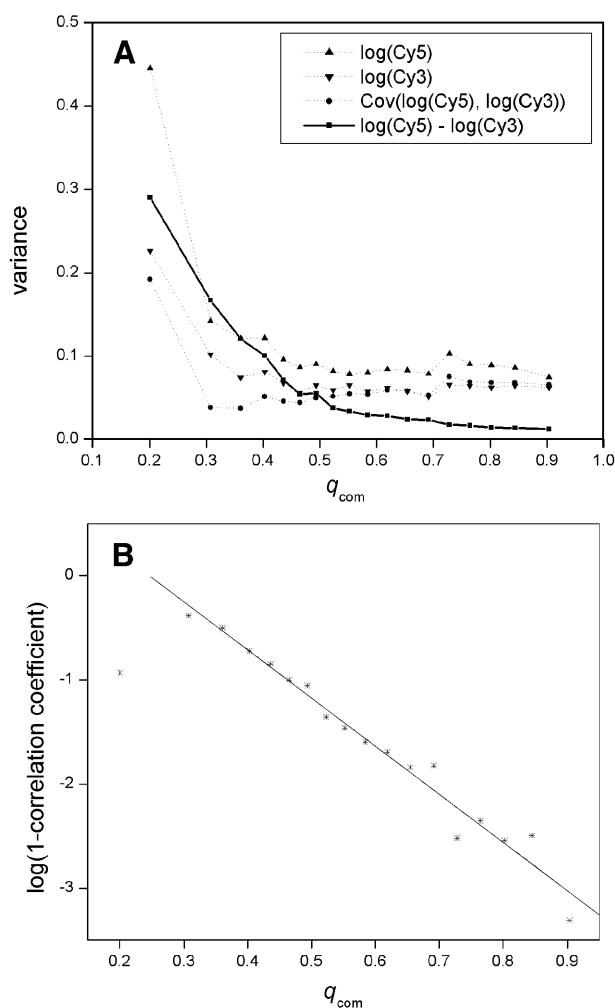 A
log(Cy5)
log(Cy3)
Cov(log(Cy5), log(Cy3))
log(Cy5) - log(Cy3)
0.5
0.4
0.3
0.2
0.1
0.0
variance
0.1 0.2 0.3 0.4 0.5 0.6 0.7 0.8 0.9 1.0
qcom
B
0
-1
-2
-3
log(1-correlation coefficient)
0.2 0.3 0.4 0.5 0.6 0.7 0.8 0.9
qcom